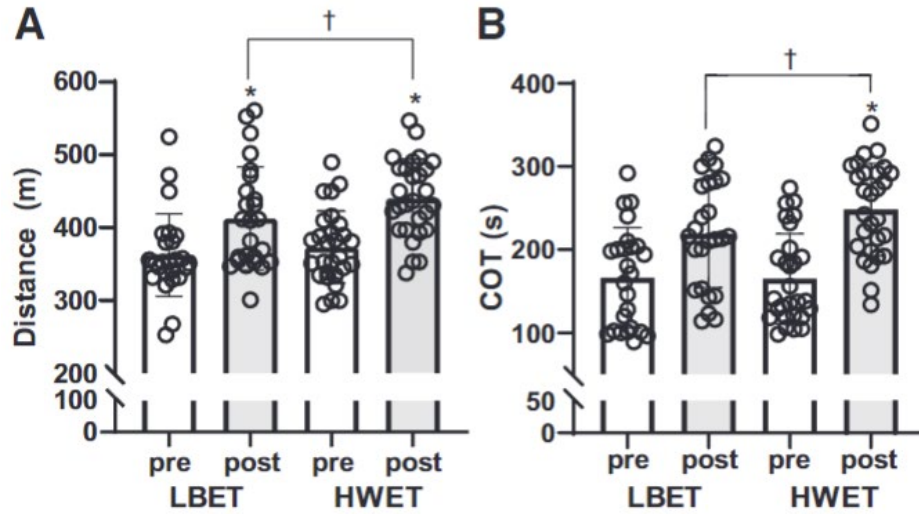 A
†
600
500
400
300
200
100
0
Distance (m)
*
*
pre post pre post
LBET HWET
B
†
400
300
200
100
50
0
COT (s)
*
pre post pre post
LBET HWET